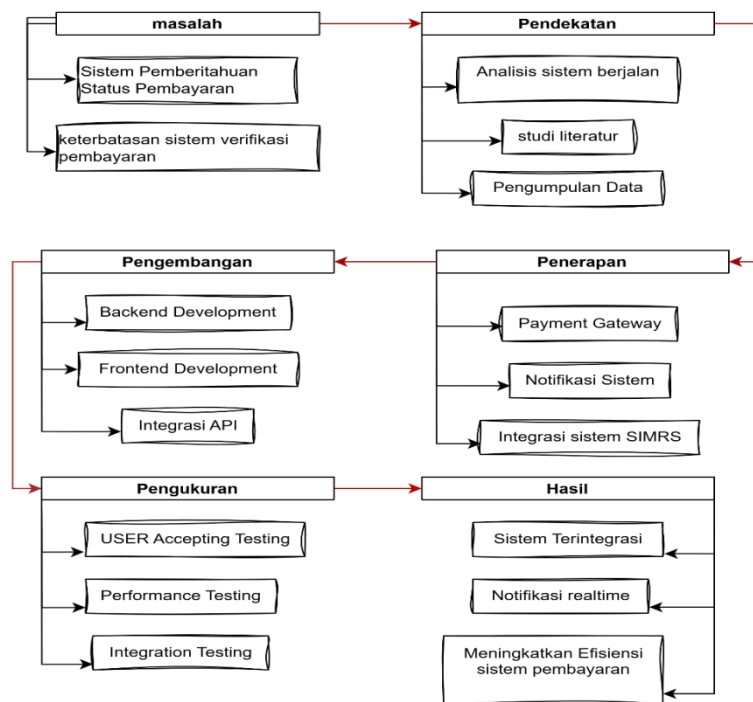 masalah
Sistem Pemberitahuan
Status Pembayaran
keterbatasan sistem verifikasi
pembayaran
Pendekatan
Analisis sistem berjalan
studi literatur
Pengumpulan Data
Penerapan
Payment Gateway
Notifikasi Sistem
Integrasi sistem SIMRS
Pengembangan
Backend Development
Frontend Development
Integrasi API
Pengukuran
USER Accepting Testing
Performance Testing
Integration Testing
Hasil
Sistem Terintegrasi
Notifikasi realtime
Meningkatkan Efisiensi
sistem pembayaran